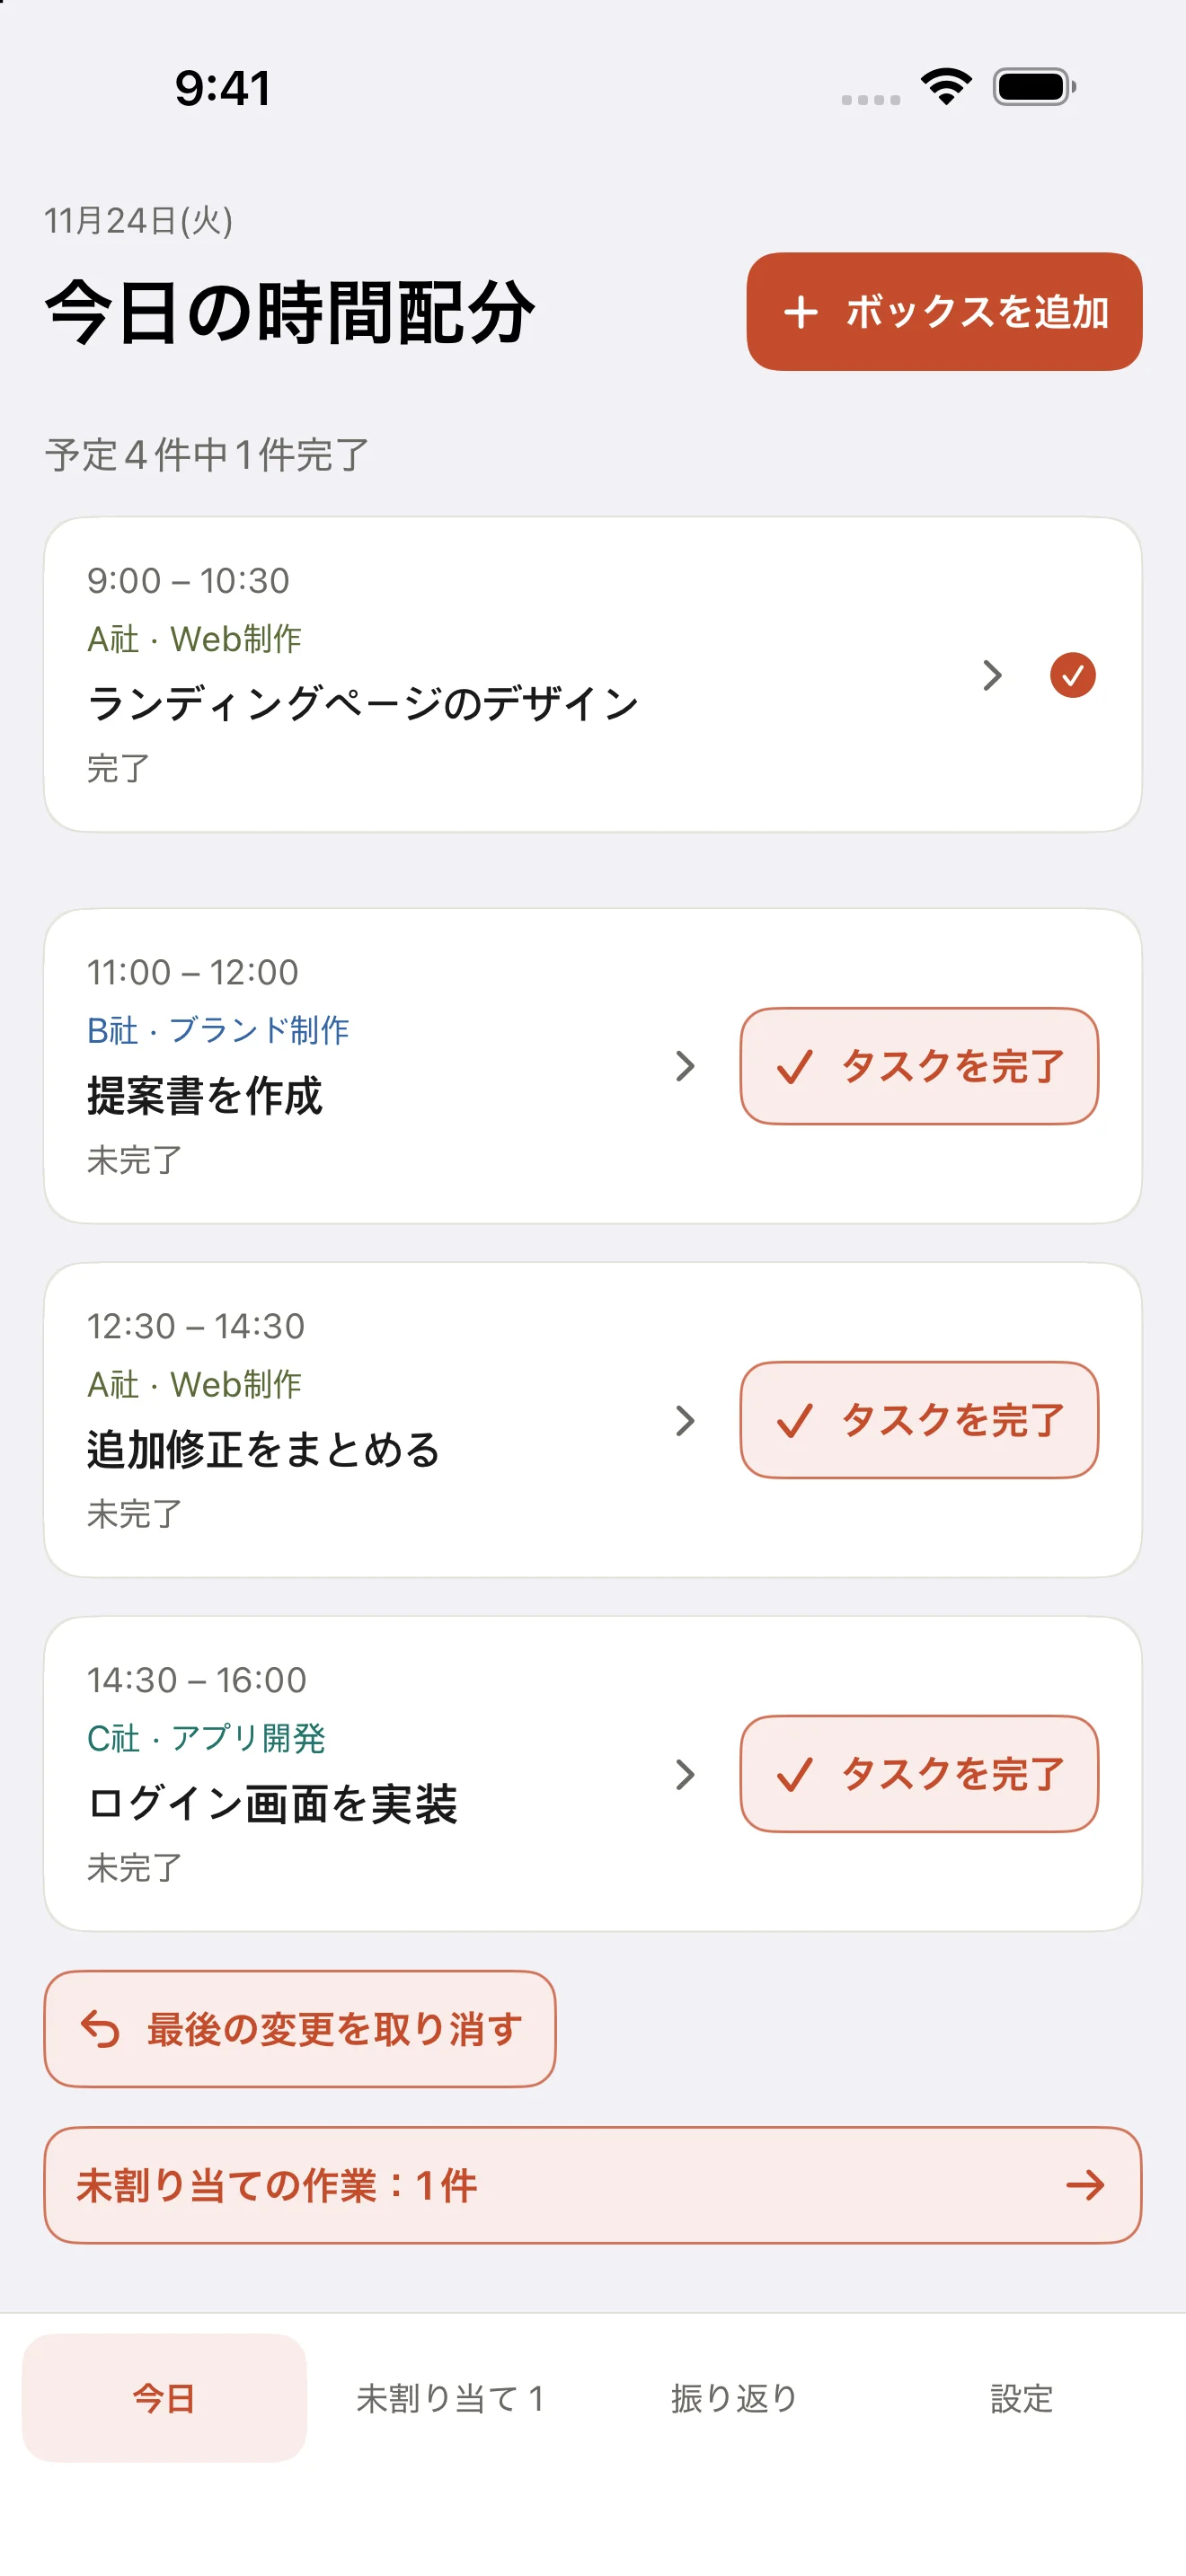 9:41
11月24日(火)
今日の時間配分
+ ボックスを追加
予定4件中1件完了
9:00 – 10:30
A社 · Web制作
ランディングページのデザイン
完了
11:00 – 12:00
B社 · ブランド制作
提案書を作成
未完了
タスクを完了
12:30 – 14:30
A社 · Web制作
追加修正をまとめる
未完了
タスクを完了
14:30 – 16:00
C社 · アプリ開発
ログイン画面を実装
未完了
タスクを完了
最後の変更を取り消す
未割り当ての作業：1件
今日
未割り当て 1
振り返り
設定